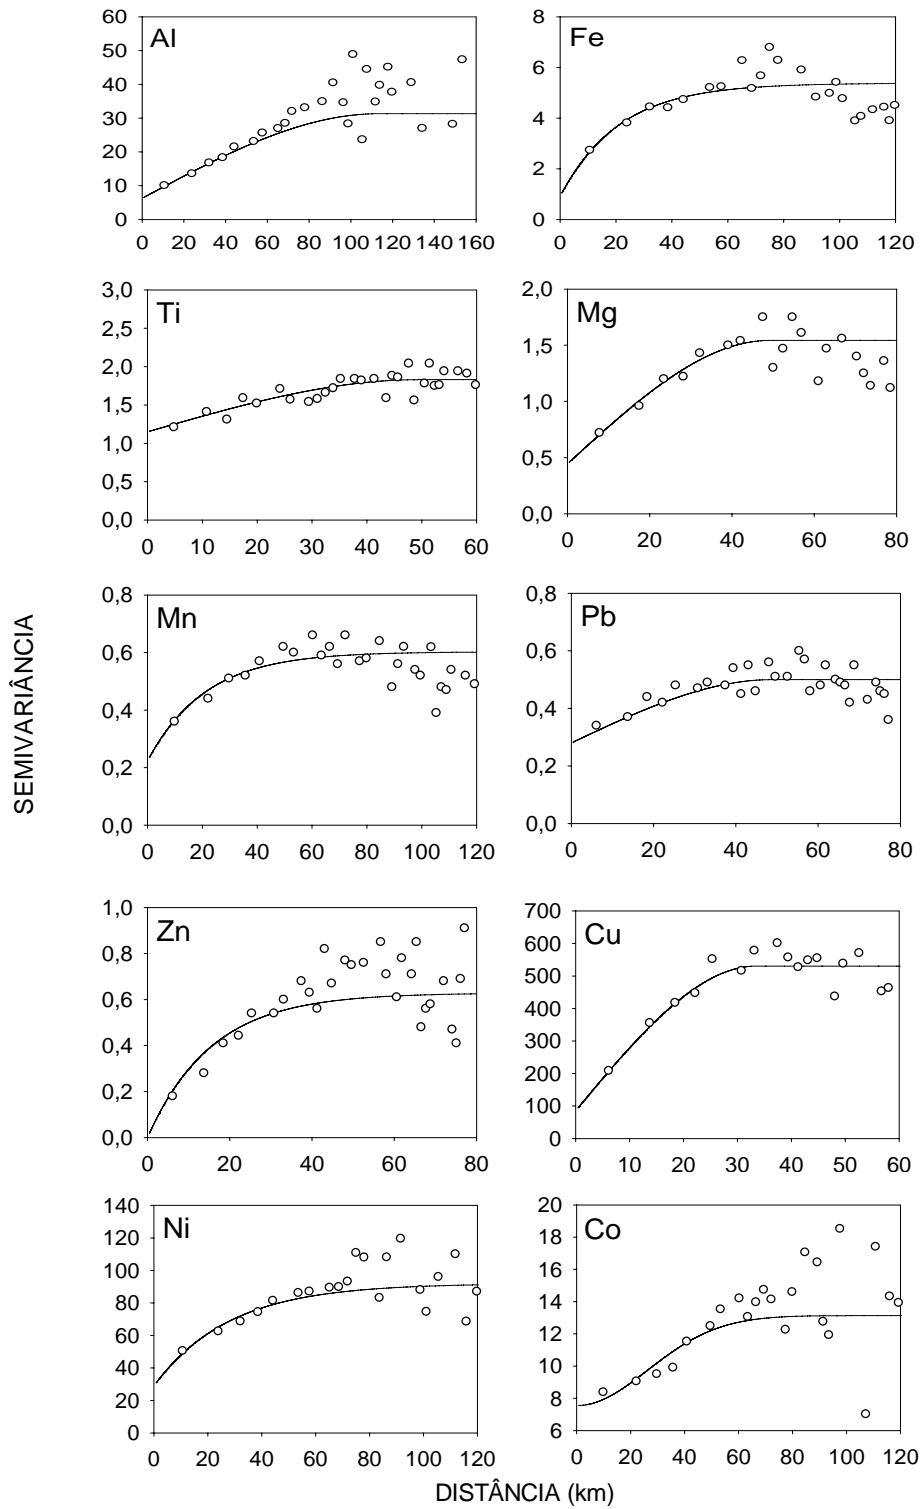 Al
60
50
40
30
20
10
0
0 20 40 60 80 100 120 140 160
Fe
8
6
4
2
0
0 20 40 60 80 100 120
Ti
3,0
2,5
2,0
1,5
1,0
0,5
0,0
0 10 20 30 40 50 60
Mg
2,0
1,5
1,0
0,5
0,0
0 20 40 60 80
SEMIVARIÂNCIA
Mn
0,8
0,6
0,4
0,2
0,0
0 20 40 60 80 100 120
Pb
0,8
0,6
0,4
0,2
0,0
0 20 40 60 80
Zn
1,0
0,8
0,6
0,4
0,2
0,0
0 20 40 60 80
Cu
700
600
500
400
300
200
100
0
0 10 20 30 40 50 60
Ni
140
120
100
80
60
40
20
0
0 20 40 60 80 100 120
Co
20
18
16
14
12
10
8
6
0 20 40 60 80 100 120
DISTÂNCIA (km)